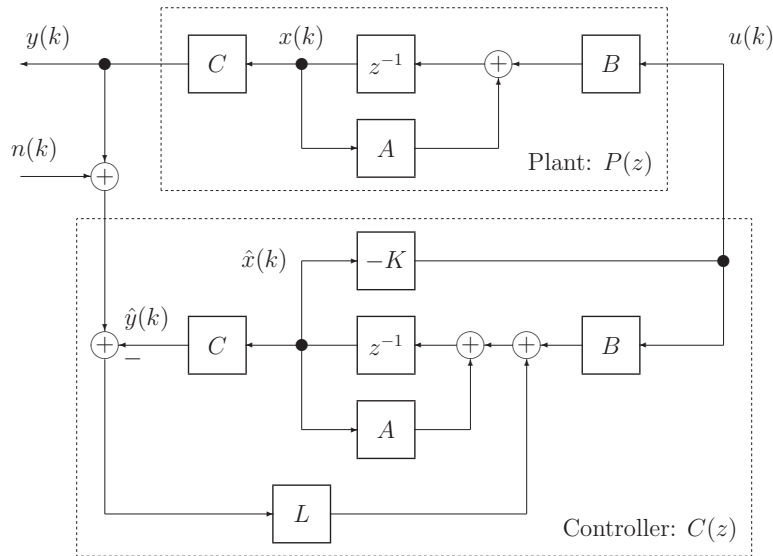 y(k) x(k) u(k)
C z⁻¹ + B
A
n(k) + Plant: P(z)
x̂(k) −K
ŷ(k)
+ − C z⁻¹ + + B
A
L
Controller: C(z)